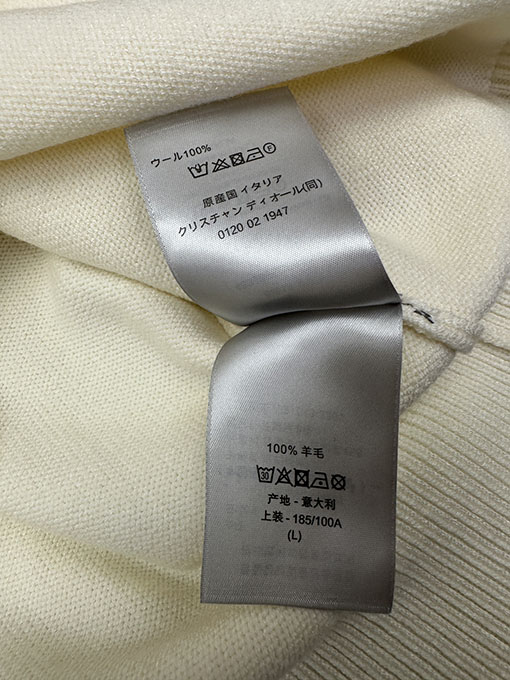 ウール100%
F
原産国 イタリア
クリスチャン ディオール(同)
0120 02 1947
100% 羊毛
30
产地 - 意大利
上装 - 185/100A
(L)